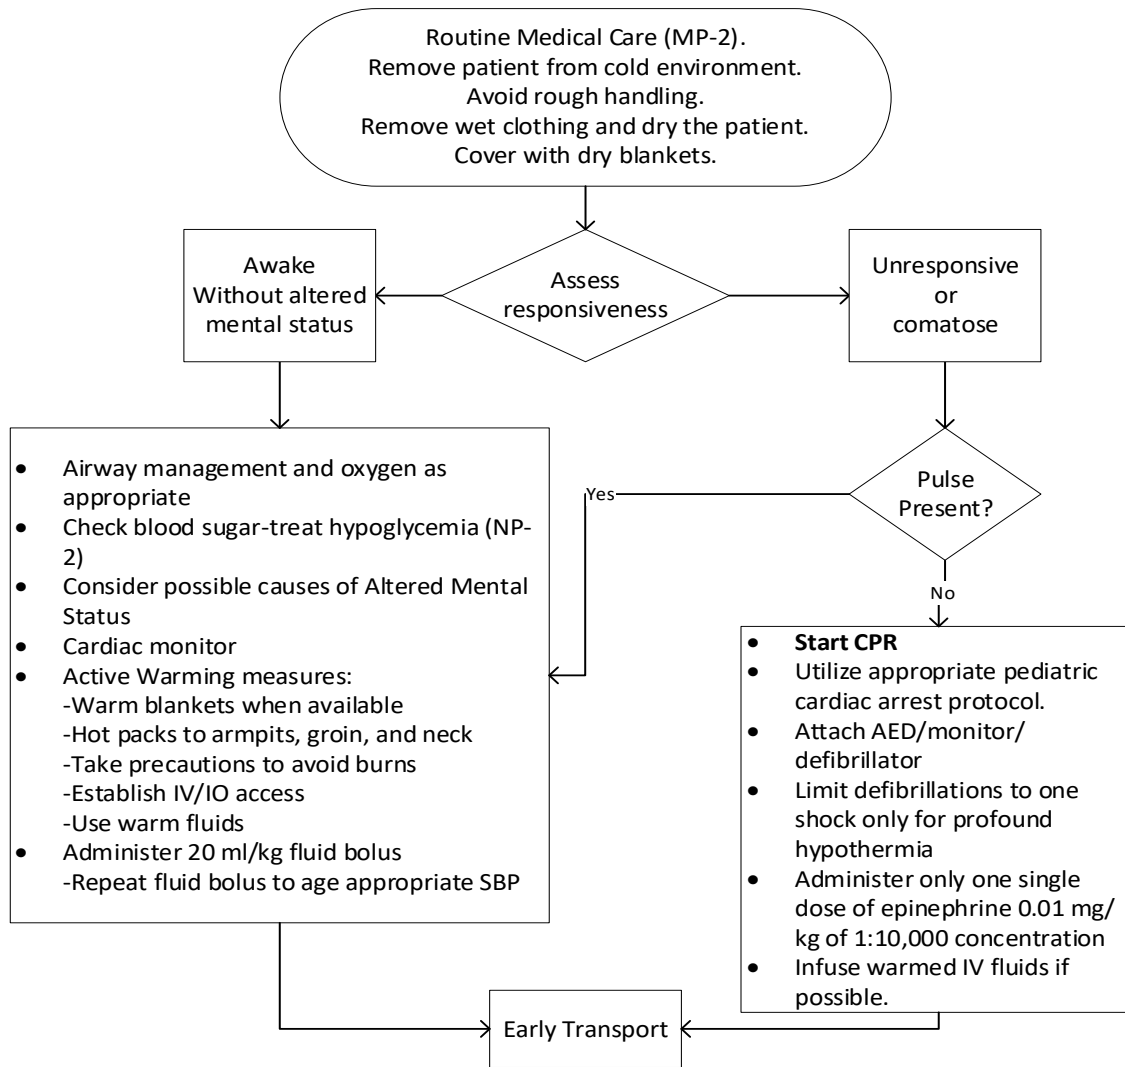 Routine Medical Care (MP-2).
Remove patient from cold environment.
Avoid rough handling.
Remove wet clothing and dry the patient.
Cover with dry blankets.
Assess
responsiveness
Awake
Without altered
mental status
Unresponsive
or
comatose
Pulse
Present?
Yes
No
• Airway management and oxygen as
appropriate
• Check blood sugar-treat hypoglycemia (NP-
2)
• Consider possible causes of Altered Mental
Status
• Cardiac monitor
• Active Warming measures:
-Warm blankets when available
-Hot packs to armpits, groin, and neck
-Take precautions to avoid burns
-Establish IV/IO access
-Use warm fluids
• Administer 20 ml/kg fluid bolus
-Repeat fluid bolus to age appropriate SBP
• Start CPR
• Utilize appropriate pediatric
cardiac arrest protocol.
• Attach AED/monitor/
defibrillator
• Limit defibrillations to one
shock only for profound
hypothermia
• Administer only one single
dose of epinephrine 0.01 mg/
kg of 1:10,000 concentration
• Infuse warmed IV fluids if
possible.
Early Transport